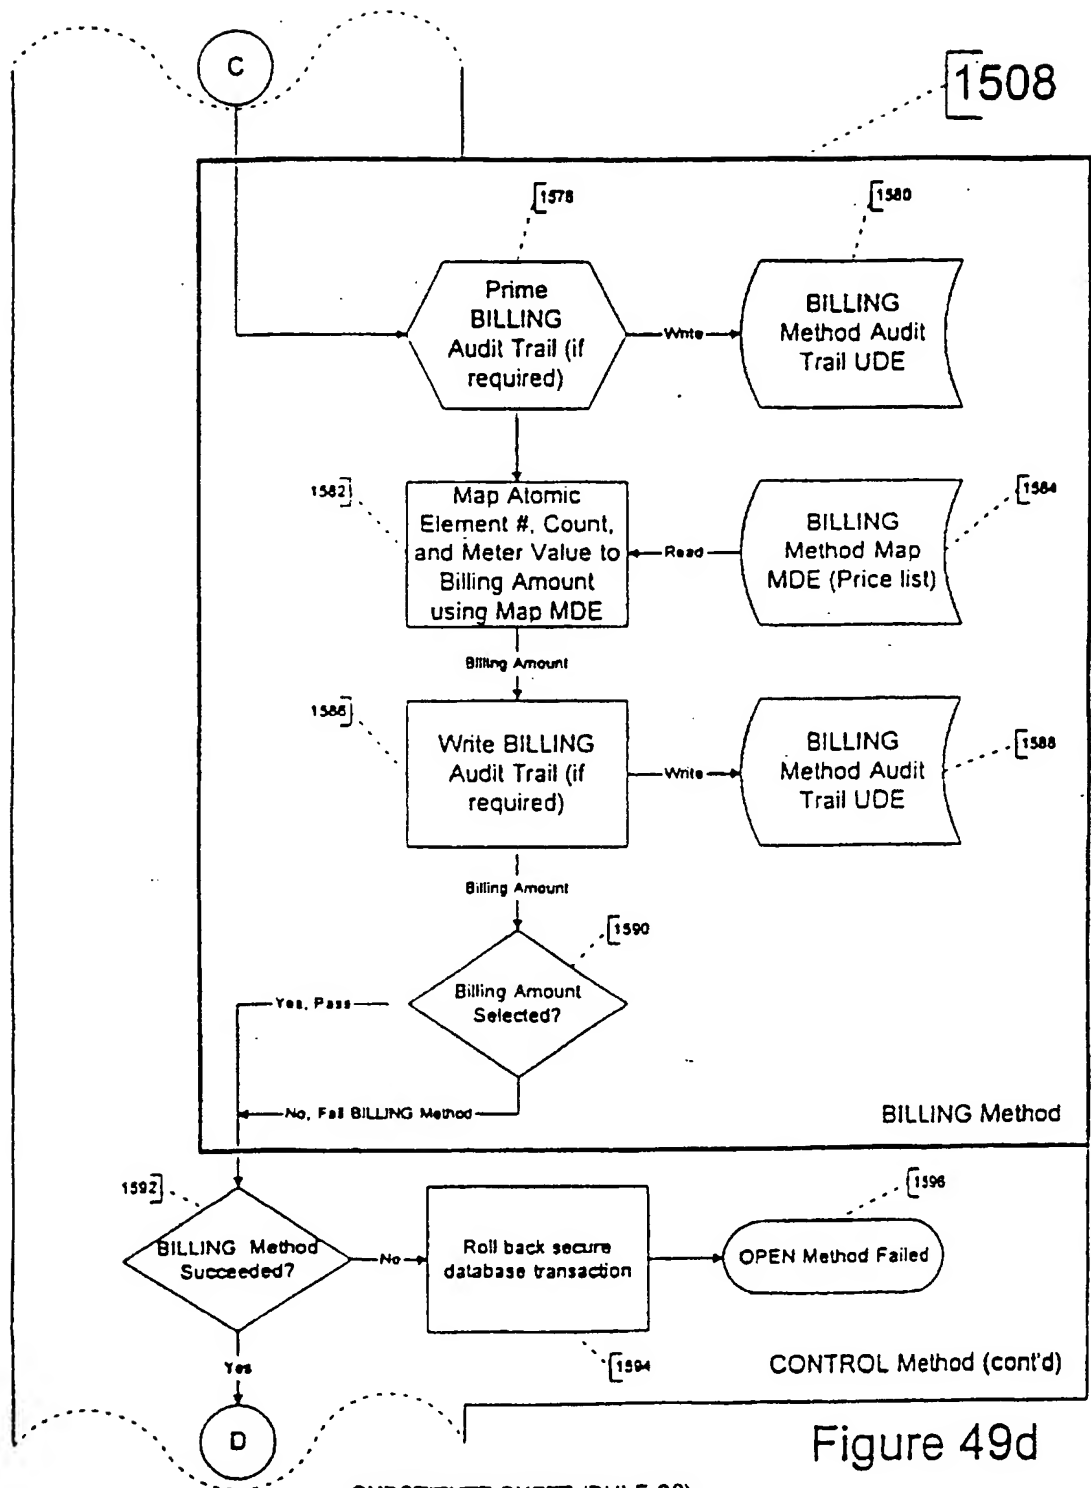 C
1508
1578
1580
Prime
BILLING
Audit Trail (if
required)
Write
BILLING
Method Audit
Trail UDE
1582
Map Atomic
Element #, Count,
and Meter Value to
Billing Amount
using Map MDE
Read
BILLING
Method Map
MDE (Price list)
1584
Billing Amount
1586
Write BILLING
Audit Trail (if
required)
Write
BILLING
Method Audit
Trail UDE
1588
Billing Amount
1590
Billing Amount
Selected?
Yes, Pass
No, Fail BILLING Method
BILLING Method
1592
BILLING Method
Succeeded?
No
Roll back secure
database transaction
1596
OPEN Method Failed
1594
Yes
CONTROL Method (cont'd)
D
Figure 49d